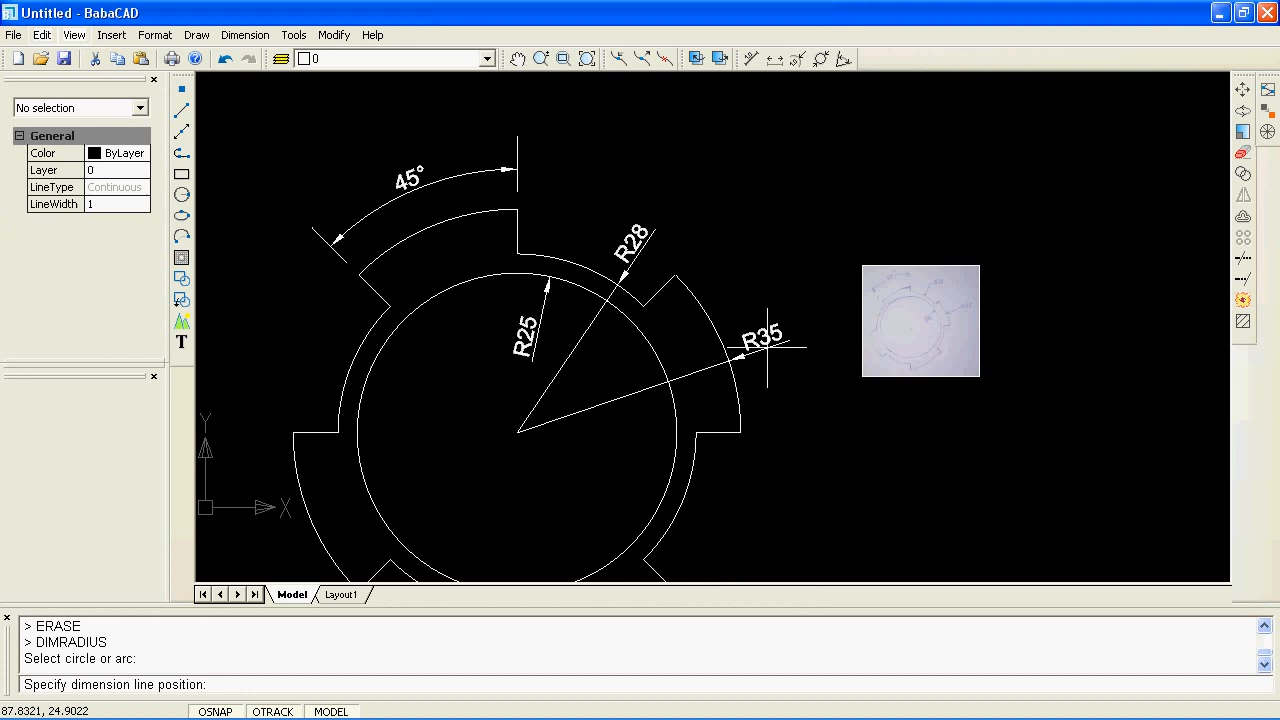 Untitled - BabaCAD
File Edit View Insert Format Draw Dimension Tools Modify Help
0
No selection
General
Color ByLayer
Layer 0
LineType Continuous
LineWidth 1
T
45°
R28
R25
R35
Y
X
Model Layout1
> ERASE
> DIMRADIUS
Select circle or arc:
Specify dimension line position:
87.8321, 24.9022 OSNAP OTRACK MODEL